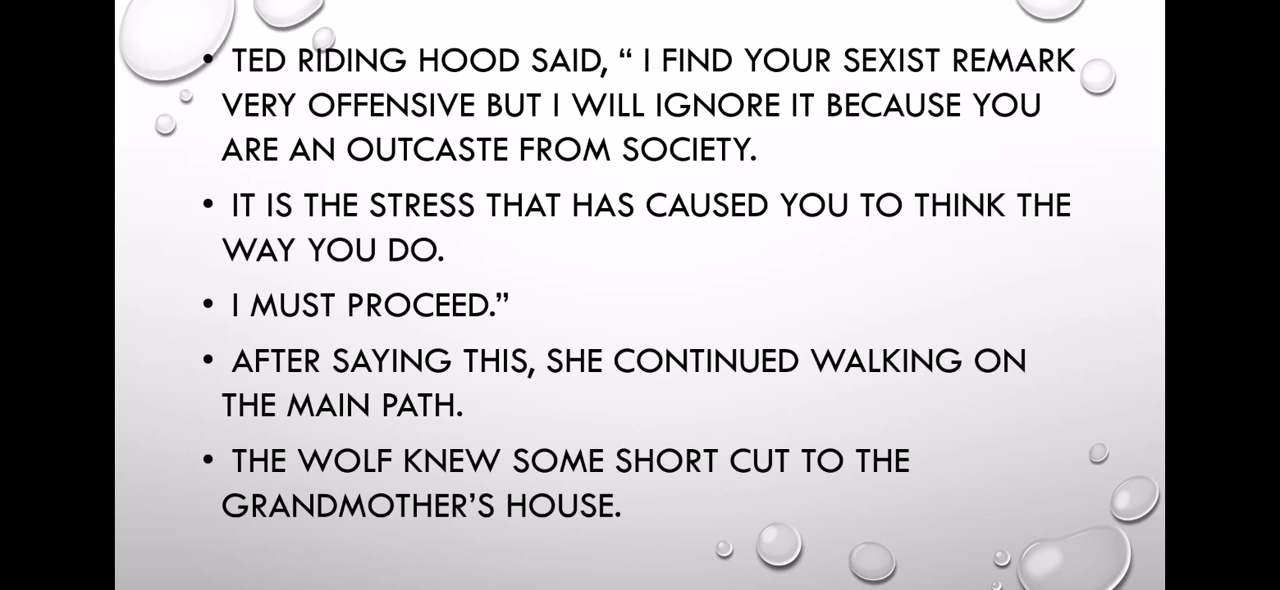 • TED RIDING HOOD SAID, “ I FIND YOUR SEXIST REMARK
VERY OFFENSIVE BUT I WILL IGNORE IT BECAUSE YOU
ARE AN OUTCASTE FROM SOCIETY.
• IT IS THE STRESS THAT HAS CAUSED YOU TO THINK THE
WAY YOU DO.
• I MUST PROCEED.”
• AFTER SAYING THIS, SHE CONTINUED WALKING ON
THE MAIN PATH.
• THE WOLF KNEW SOME SHORT CUT TO THE
GRANDMOTHER’S HOUSE.